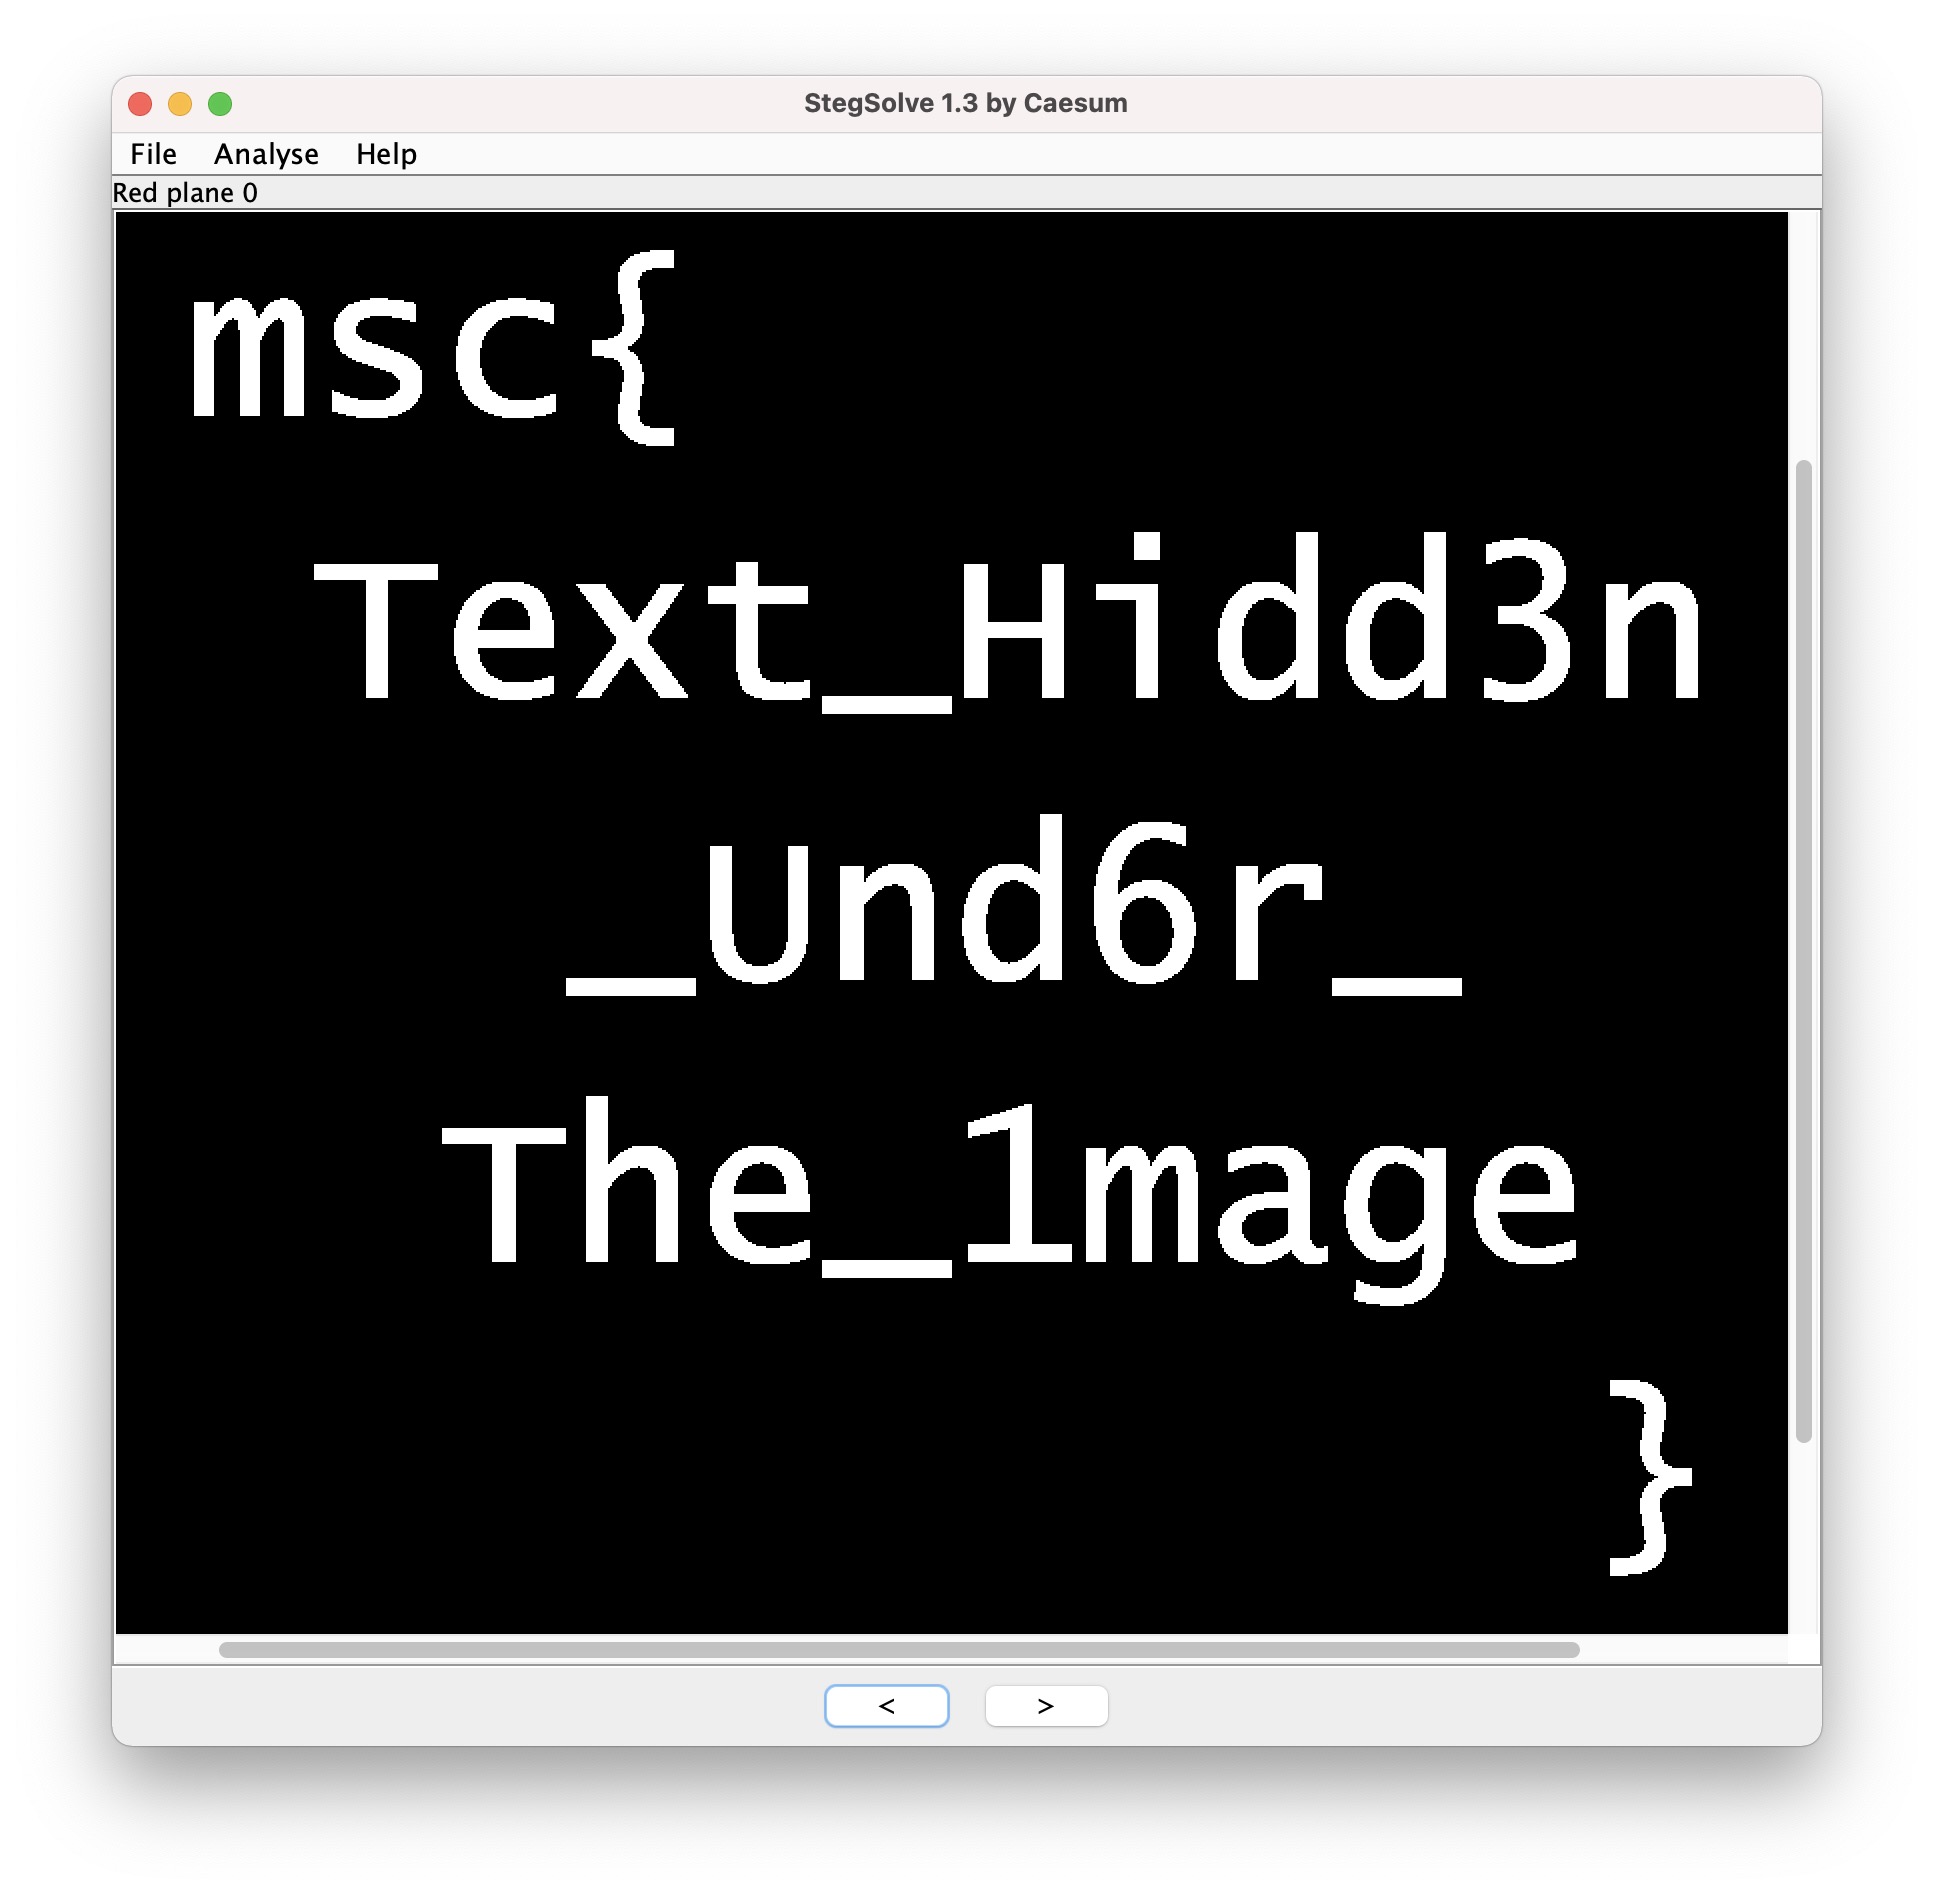 StegSolve 1.3 by Caesum
File Analyse Help
Red plane 0
msc{
Text_Hidd3n
_Und6r_
The_1mage
}
< >